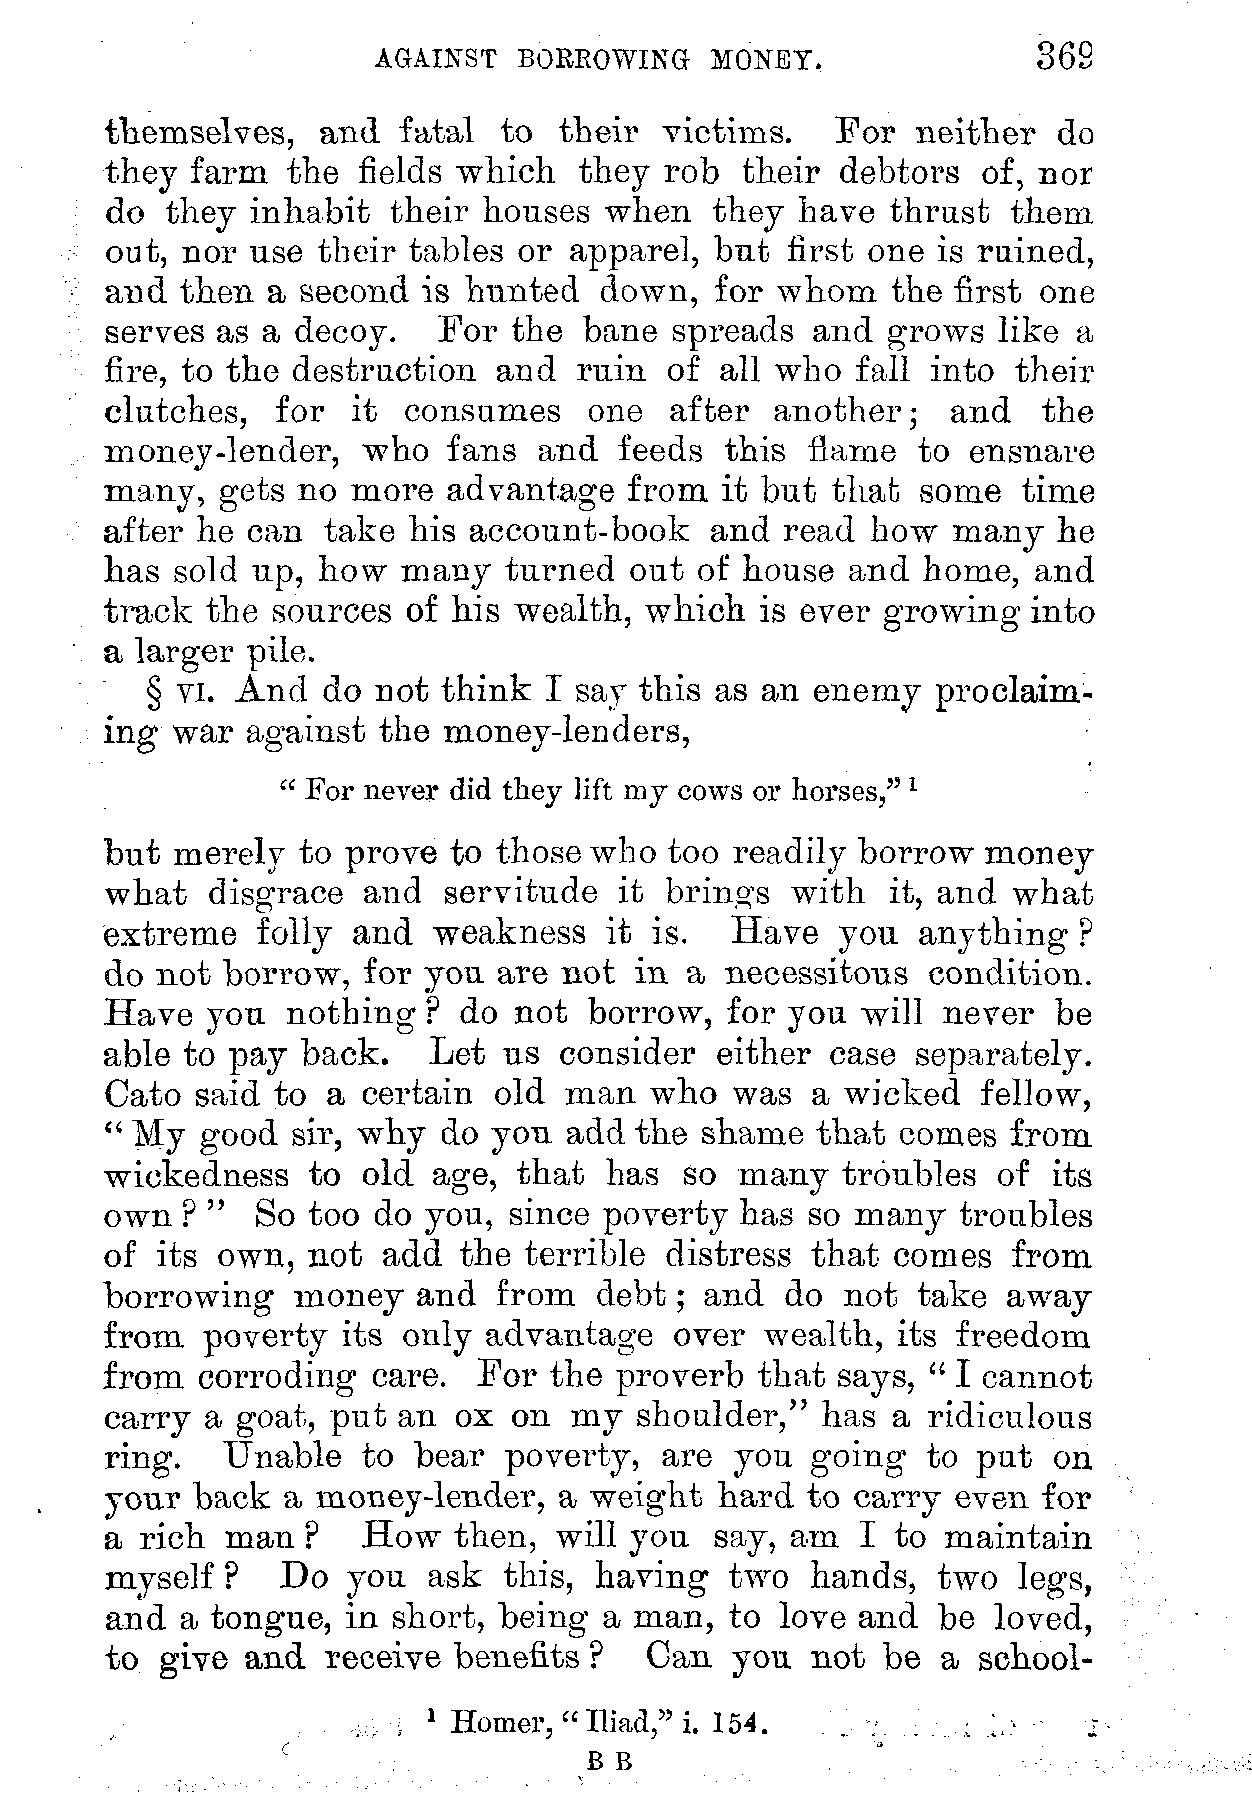 AGAINST BORROWING MONEY. 369
themselves, and fatal to their victims. For neither do
they farm the fields which they rob their debtors of, nor
do they inhabit their houses when they have thrust them
out, nor use their tables or apparel, but first one is ruined,
and then a second is hunted down, for whom the first one
serves as a decoy. For the bane spreads and grows like a
fire, to the destruction and ruin of all who fall into their
clutches, for it consumes one after another; and the
money-lender, who fans and feeds this flame to ensnare
many, gets no more advantage from it but that some time
after he can take his account-book and read how many he
has sold up, how many turned out of house and home, and
track the sources of his wealth, which is ever growing into
a larger pile.
§ VI. And do not think I say this as an enemy proclaim-
ing war against the money-lenders,
“ For never did they lift my cows or horses,” ¹
but merely to prove to those who too readily borrow money
what disgrace and servitude it brings with it, and what
extreme folly and weakness it is. Have you anything ?
do not borrow, for you are not in a necessitous condition.
Have you nothing ? do not borrow, for you will never be
able to pay back. Let us consider either case separately.
Cato said to a certain old man who was a wicked fellow,
“ My good sir, why do you add the shame that comes from
wickedness to old age, that has so many troubles of its
own ? ” So too do you, since poverty has so many troubles
of its own, not add the terrible distress that comes from
borrowing money and from debt ; and do not take away
from poverty its only advantage over wealth, its freedom
from corroding care. For the proverb that says, “ I cannot
carry a goat, put an ox on my shoulder,” has a ridiculous
ring. Unable to bear poverty, are you going to put on
your back a money-lender, a weight hard to carry even for
a rich man ? How then, will you say, am I to maintain
myself ? Do you ask this, having two hands, two legs,
and a tongue, in short, being a man, to love and be loved,
to give and receive benefits ? Can you not be a school-
¹ Homer, “ Iliad,” i. 154.
B B